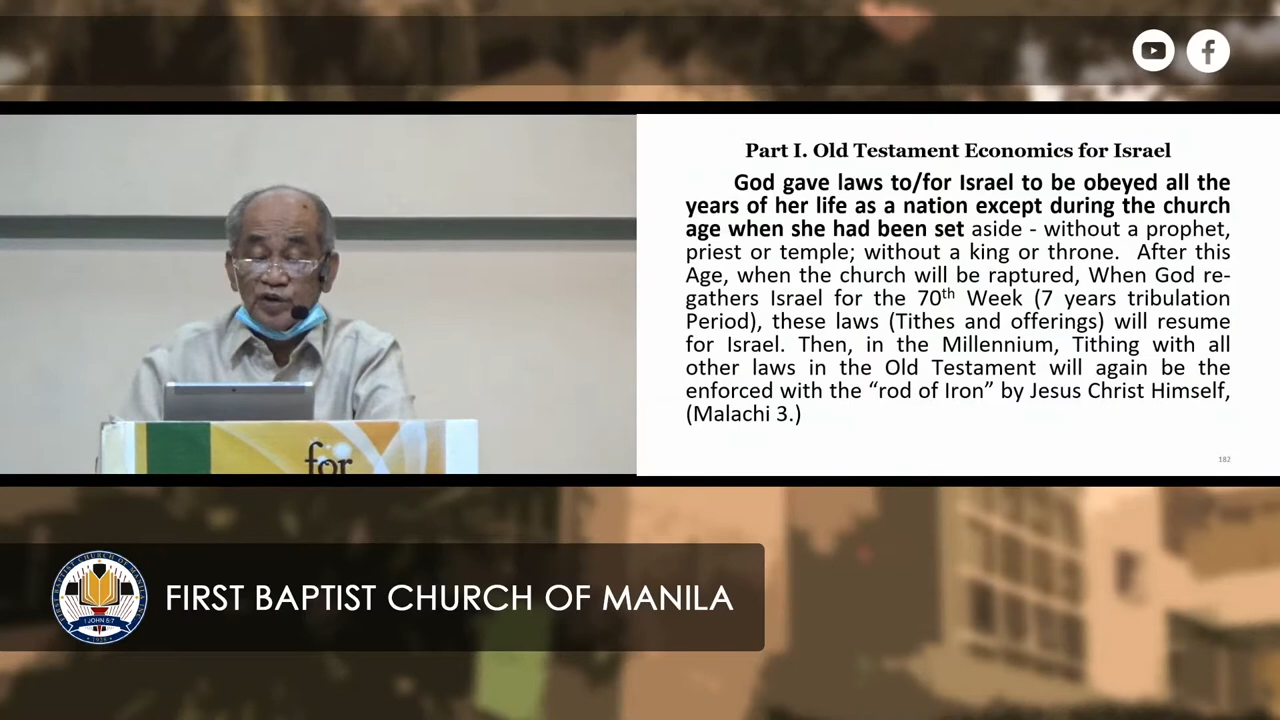 Part I. Old Testament Economics for Israel
God gave laws to/for Israel to be obeyed all the
years of her life as a nation except during the church
age when she had been set aside - without a prophet,
priest or temple; without a king or throne. After this
Age, when the church will be raptured, When God re-
gathers Israel for the 70th Week (7 years tribulation
Period), these laws (Tithes and offerings) will resume
for Israel. Then, in the Millennium, Tithing with all
other laws in the Old Testament will again be the
enforced with the “rod of Iron” by Jesus Christ Himself,
(Malachi 3.)
182
for
FIRST BAPTIST CHURCH OF MANILA
I JOHN 5:7